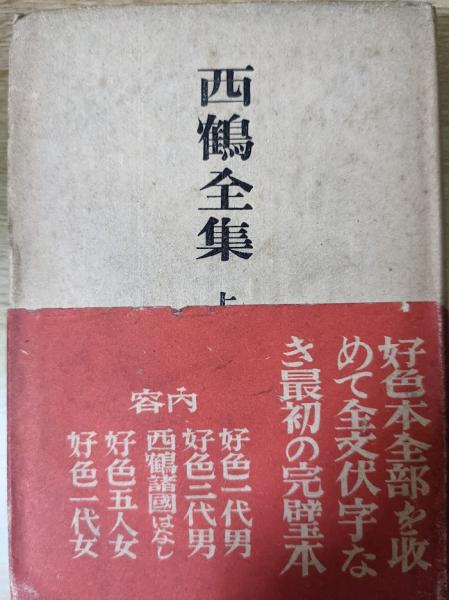 西鶴全集 上
好色本全部を收
めて全文伏字な
き最初の完璧本
內容
好色一代男
好色二代男
西鶴諸國はなし
好色五人女
好色一代女